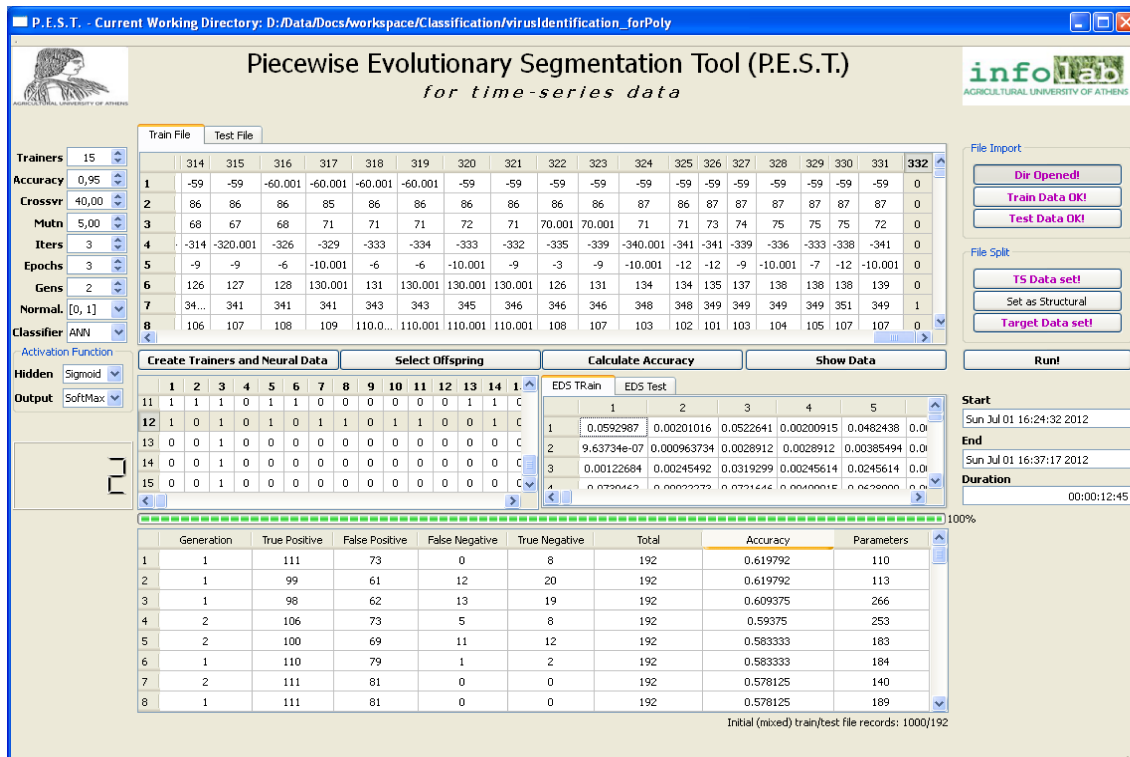 P.E.S.T. - Current Working Directory: D:/Data/Docs/workspace/Classification/virusIdentification_forPoly
Piecewise Evolutionary Segmentation Tool (P.E.S.T.)
for time-series data
AGRICULTURAL UNIVERSITY OF ATHENS
infolab
AGRICULTURAL UNIVERSITY OF ATHENS
Train File Test File
Trainers 15
Accuracy 0,95
Crossvr 40,00
Mutn 5,00
Iters 3
Epochs 3
Gens 2
Normal. [0, 1]
Classifier ANN
Activation Function
Hidden Sigmoid
Output SoftMax
2
314 315 316 317 318 319 320 321 322 323 324 325 326 327 328 329 330 331 332
1 -59 -59 -60.001 -60.001 -60.001 -60.001 -59 -59 -59 -59 -59 -59 -59 -59 -59 -59 -59 -59 0
2 86 86 86 85 86 86 86 86 86 86 87 86 87 87 87 87 87 87 0
3 68 67 68 71 71 71 72 71 70.001 70.001 71 71 73 74 75 75 75 72 0
4 -314 -320.001 -326 -329 -333 -334 -333 -332 -335 -339 -340.001 -341 -341 -339 -336 -333 -338 -341 0
5 -9 -9 -6 -10.001 -6 -6 -10.001 -9 -3 -9 -10.001 -12 -12 -9 -10.001 -7 -12 -10.001 0
6 126 127 128 130.001 131 130.001 130.001 130.001 126 131 134 134 135 137 138 138 138 139 0
7 34... 341 341 341 343 343 345 346 346 346 348 348 349 349 349 349 351 349 1
8 106 107 108 109 110.0... 110.001 110.001 110.001 108 107 103 102 101 103 104 105 107 107 0
File Import
Dir Opened!
Train Data OK!
Test Data OK!
File Split
TS Data set!
Set as Structural
Target Data set!
Create Trainers and Neural Data Select Offspring Calculate Accuracy Show Data Run!
1 2 3 4 5 6 7 8 9 10 11 12 13 14
11 1 1 1 0 1 1 0 0 0 0 0 0 1 1
12 1 0 1 0 1 0 1 1 0 1 1 0 0 1
13 0 0 1 0 0 0 0 0 0 0 0 0 0 0
14 0 0 1 0 0 0 0 0 0 0 0 0 0 0
15 0 0 1 0 0 0 0 0 0 0 0 0 0 0
EDS TRain EDS Test
1 2 3 4 5
1 0.0592987 0.00201016 0.0522641 0.00200915 0.0482438
2 9.63734e-07 0.000963734 0.0028912 0.0028912 0.00385494
3 0.00122684 0.00245492 0.0319299 0.00245614 0.0245614
Start
Sun Jul 01 16:24:32 2012
End
Sun Jul 01 16:37:17 2012
Duration
00:00:12:45
100%
Generation True Positive False Positive False Negative True Negative Total Accuracy Parameters
1 1 111 73 0 8 192 0.619792 110
2 1 99 61 12 20 192 0.619792 113
3 1 98 62 13 19 192 0.609375 266
4 2 106 73 5 8 192 0.59375 253
5 2 100 69 11 12 192 0.583333 183
6 1 110 79 1 2 192 0.583333 184
7 2 111 81 0 0 192 0.578125 140
8 1 111 81 0 0 192 0.578125 189
Initial (mixed) train/test file records: 1000/192